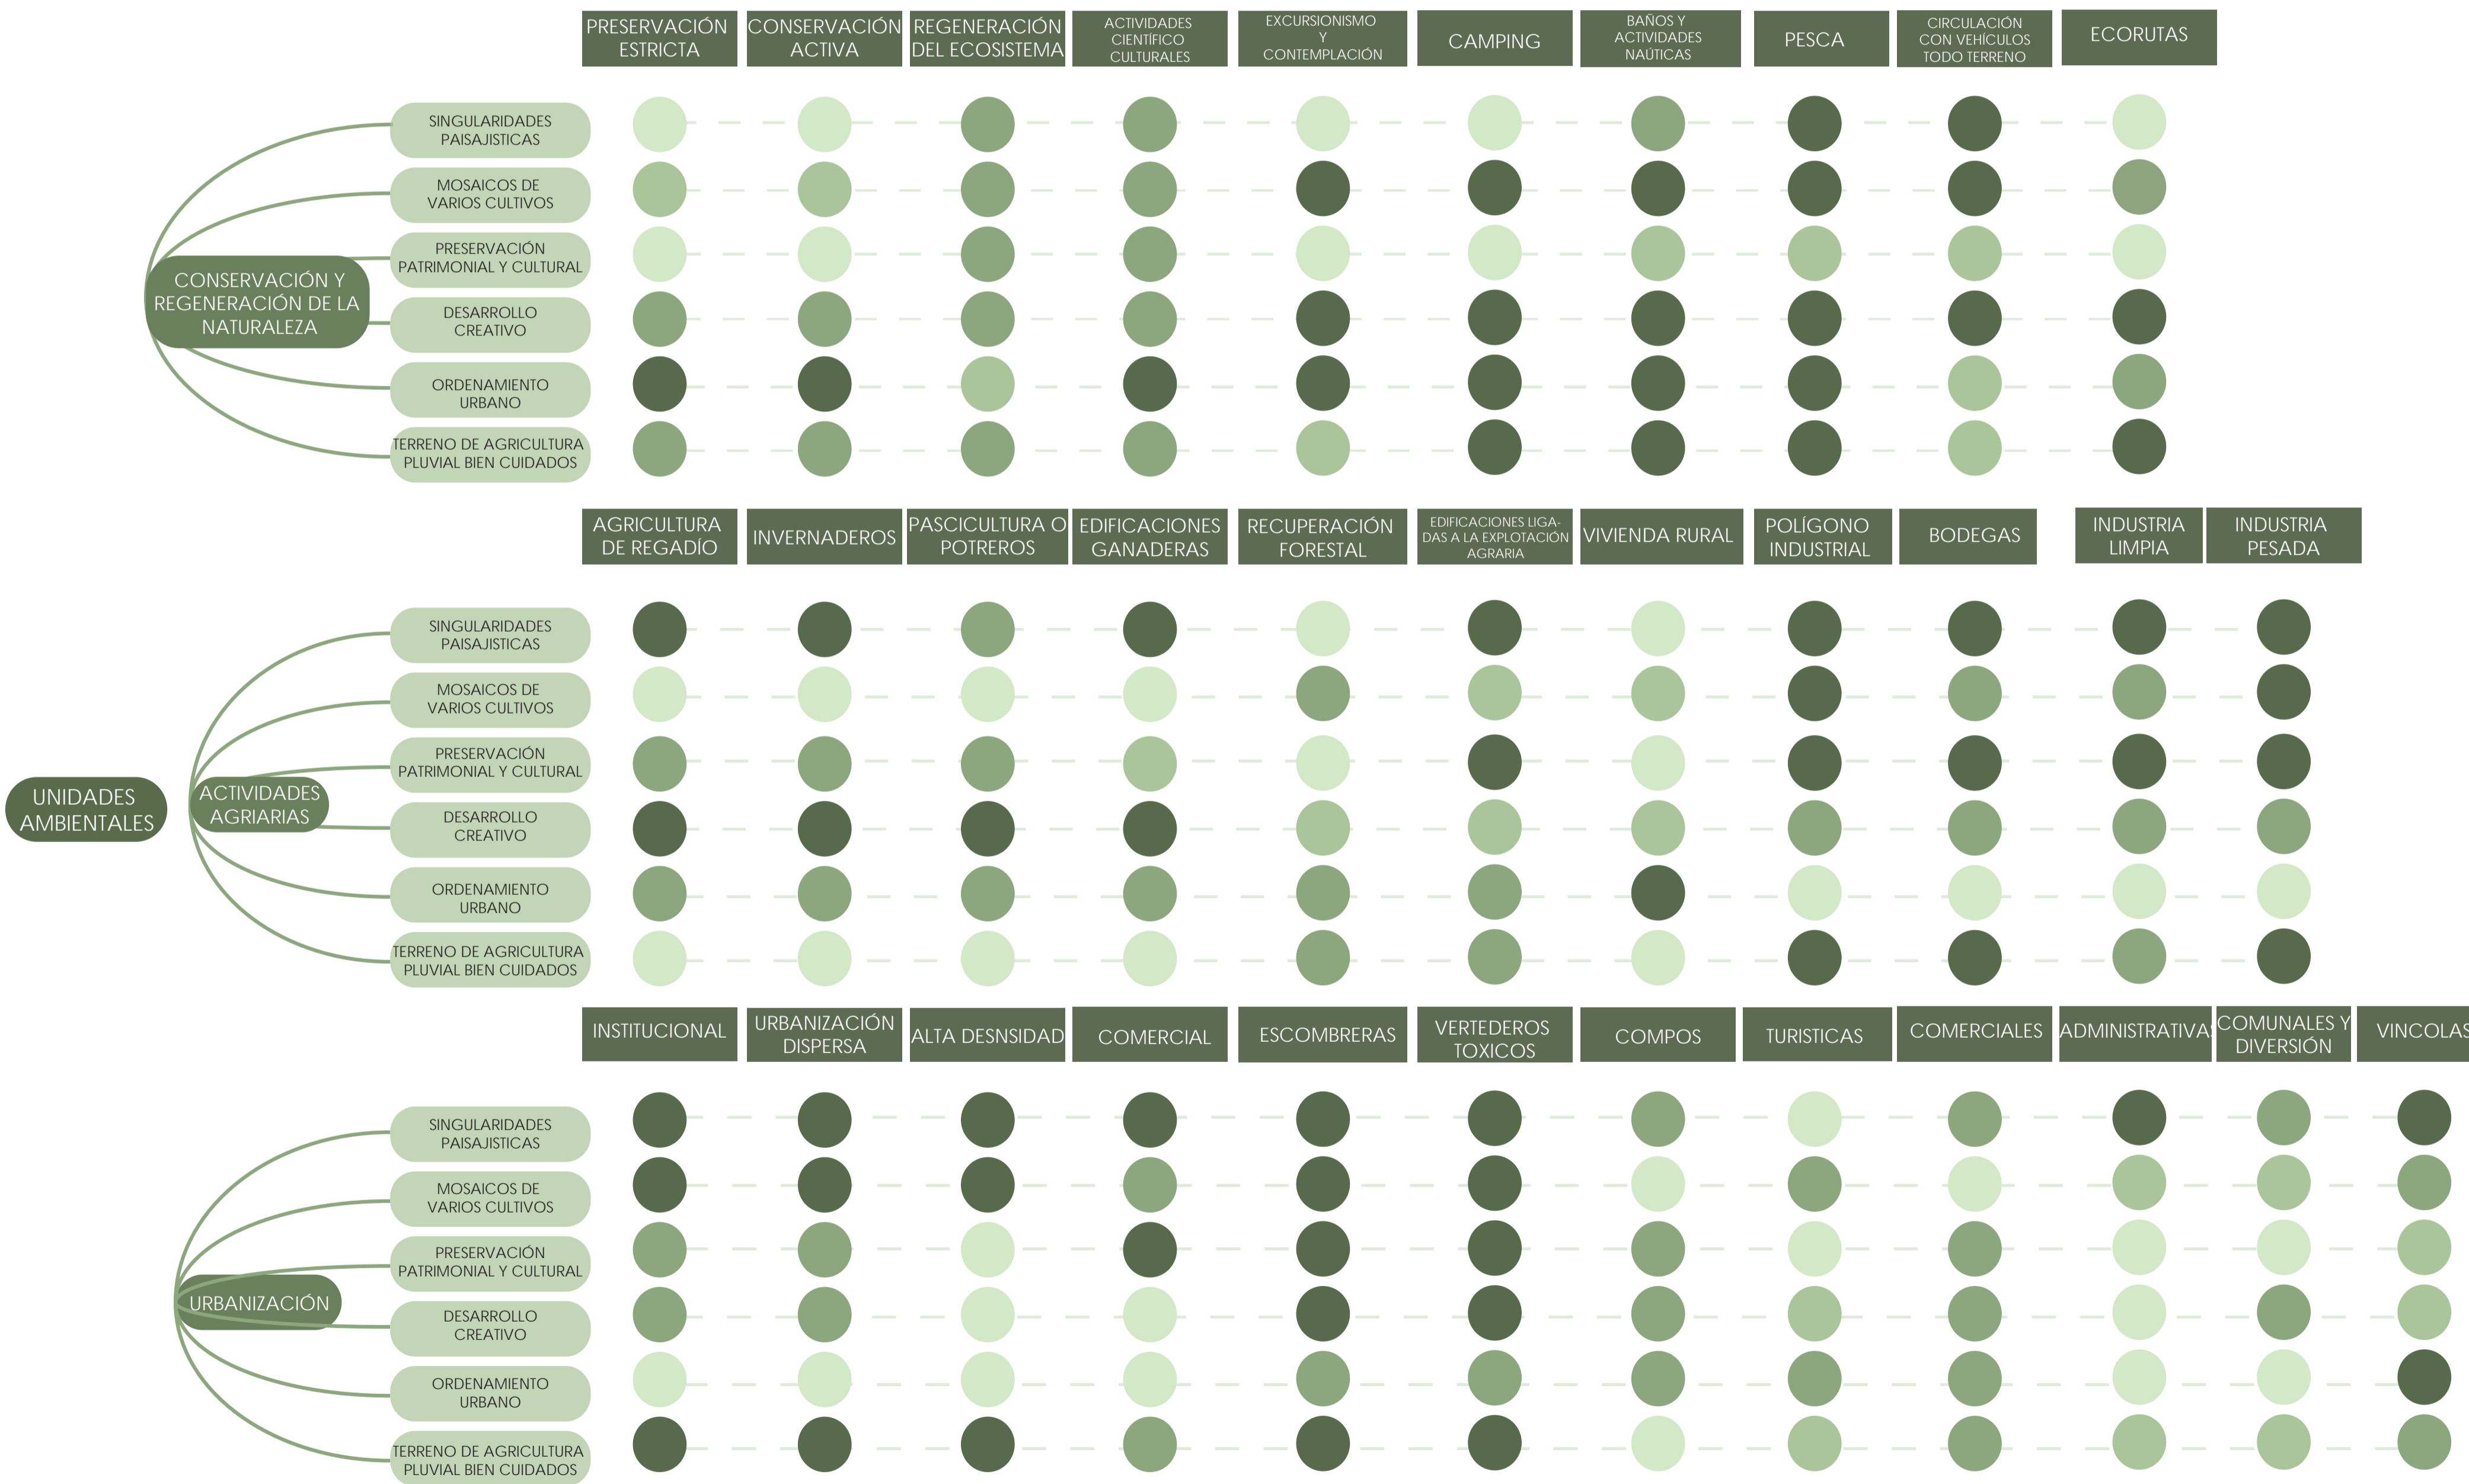 PRESERVACIÓN
ESTRICTA
CONSERVACIÓN
ACTIVA
REGENERACIÓN
DEL ECOSISTEMA
ACTIVIDADES
CIENTÍFICO
CULTURALES
EXCURSIONISMO
Y
CONTEMPLACIÓN
CAMPING
BAÑOS Y
ACTIVIDADES
NAÚTICAS
PESCA
CIRCULACIÓN
CON VEHÍCULOS
TODO TERRENO
ECORUTAS
CONSERVACIÓN Y
REGENERACIÓN DE LA
NATURALEZA
SINGULARIDADES
PAISAJISTICAS
MOSAICOS DE
VARIOS CULTIVOS
PRESERVACIÓN
PATRIMONIAL Y CULTURAL
DESARROLLO
CREATIVO
ORDENAMIENTO
URBANO
TERRENO DE AGRICULTURA
PLUVIAL BIEN CUIDADOS
AGRICULTURA
DE REGADÍO
INVERNADEROS
PASCICULTURA O
POTREROS
EDIFICACIONES
GANADERAS
RECUPERACIÓN
FORESTAL
EDIFICACIONES LIGA-
DAS A LA EXPLOTACIÓN
AGRARIA
VIVIENDA RURAL
POLÍGONO
INDUSTRIAL
BODEGAS
INDUSTRIA
LIMPIA
INDUSTRIA
PESADA
UNIDADES
AMBIENTALES
ACTIVIDADES
AGRIARIAS
SINGULARIDADES
PAISAJISTICAS
MOSAICOS DE
VARIOS CULTIVOS
PRESERVACIÓN
PATRIMONIAL Y CULTURAL
DESARROLLO
CREATIVO
ORDENAMIENTO
URBANO
TERRENO DE AGRICULTURA
PLUVIAL BIEN CUIDADOS
INSTITUCIONAL
URBANIZACIÓN
DISPERSA
ALTA DESNSIDAD
COMERCIAL
ESCOMBRERAS
VERTEDEROS
TOXICOS
COMPOS
TURISTICAS
COMERCIALES
ADMINISTRATIVAS
COMUNALES Y
DIVERSIÓN
VINCOLAS
URBANIZACIÓN
SINGULARIDADES
PAISAJISTICAS
MOSAICOS DE
VARIOS CULTIVOS
PRESERVACIÓN
PATRIMONIAL Y CULTURAL
DESARROLLO
CREATIVO
ORDENAMIENTO
URBANO
TERRENO DE AGRICULTURA
PLUVIAL BIEN CUIDADOS